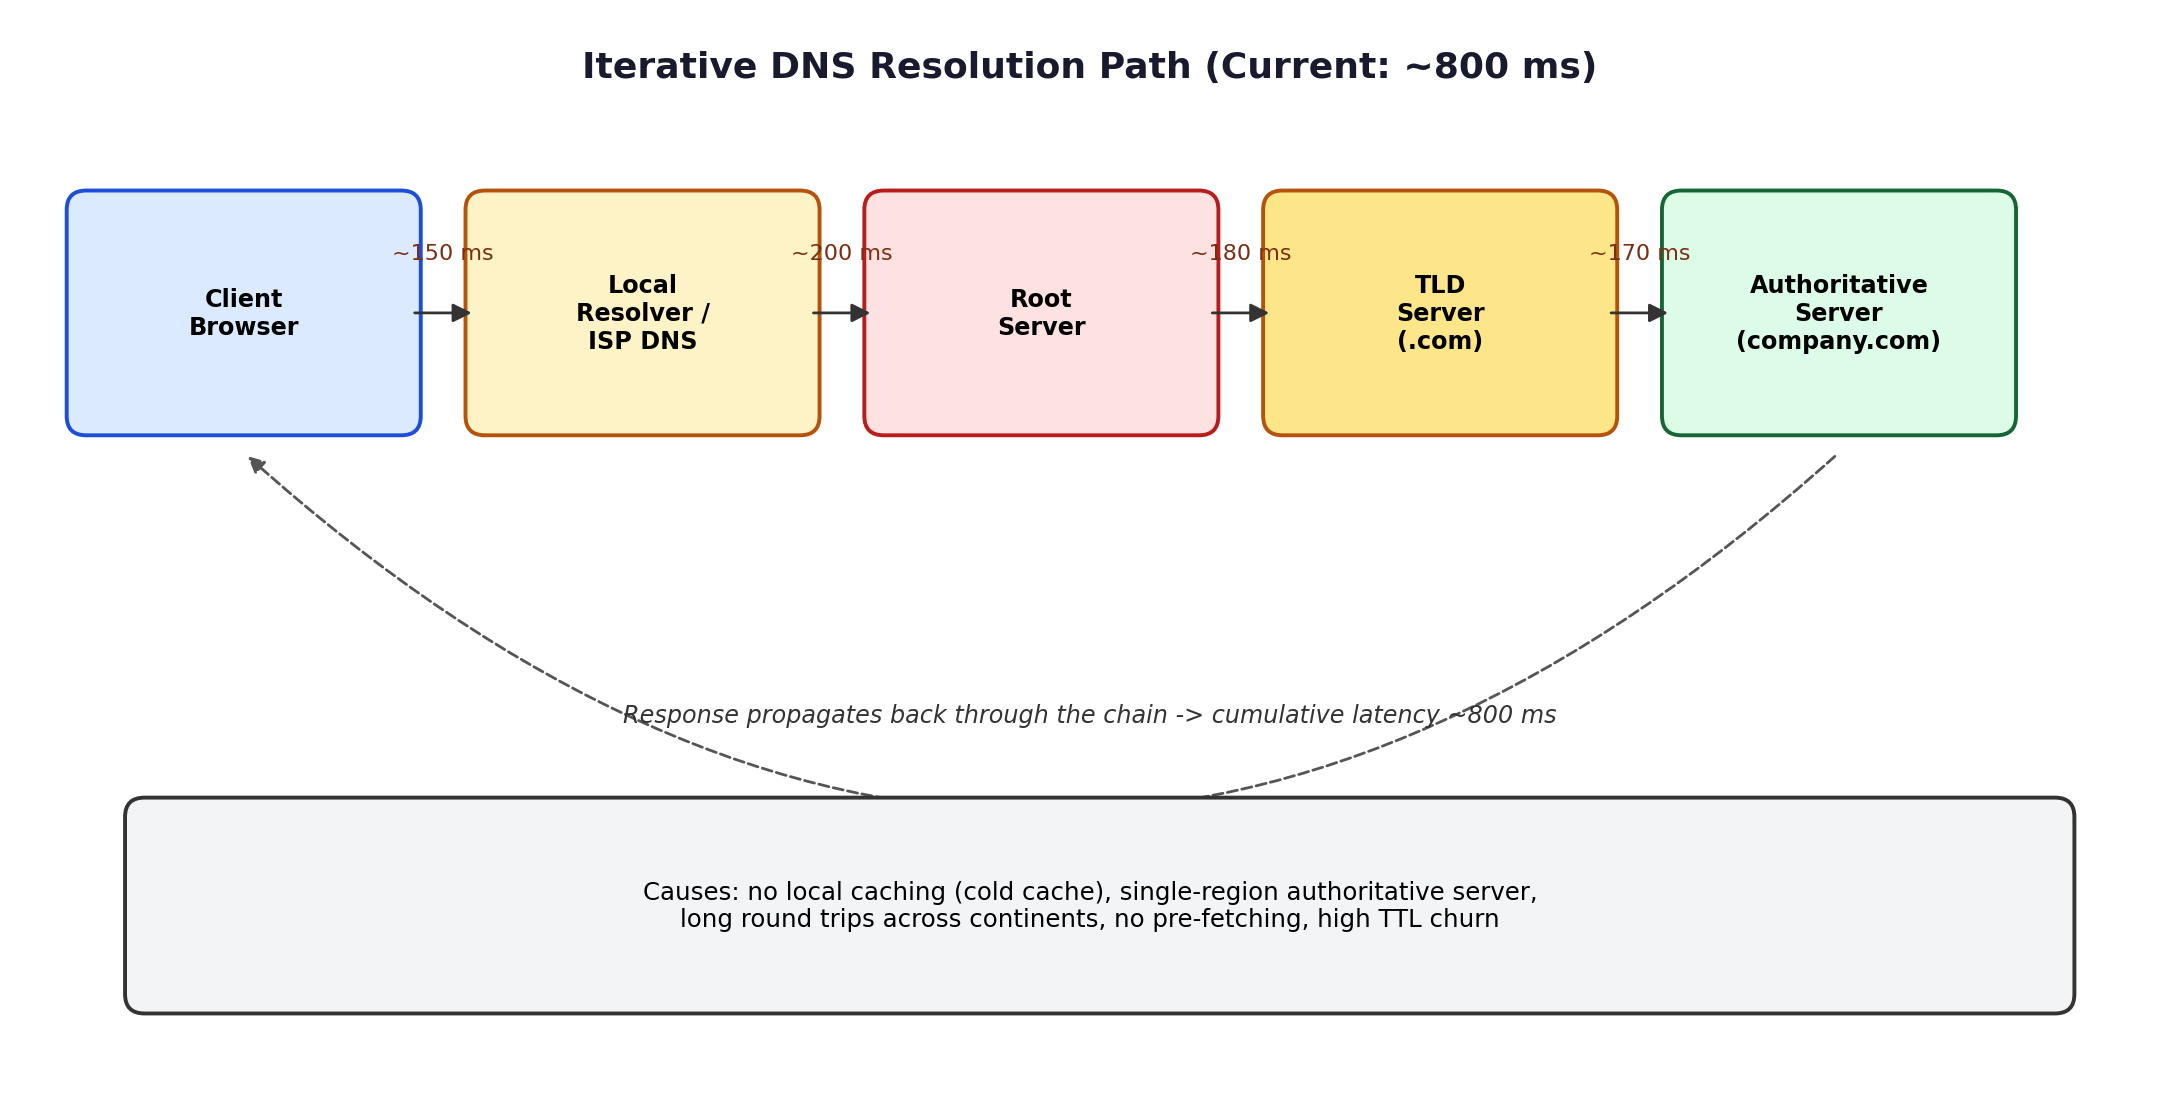 Iterative DNS Resolution Path (Current: ~800 ms)
~150 ms
~200 ms
~180 ms
~170 ms
Client
Browser
Local
Resolver /
ISP DNS
Root
Server
TLD
Server
(.com)
Authoritative
Server
(company.com)
Response propagates back through the chain -> cumulative latency ~800 ms
Causes: no local caching (cold cache), single-region authoritative server,
long round trips across continents, no pre-fetching, high TTL churn